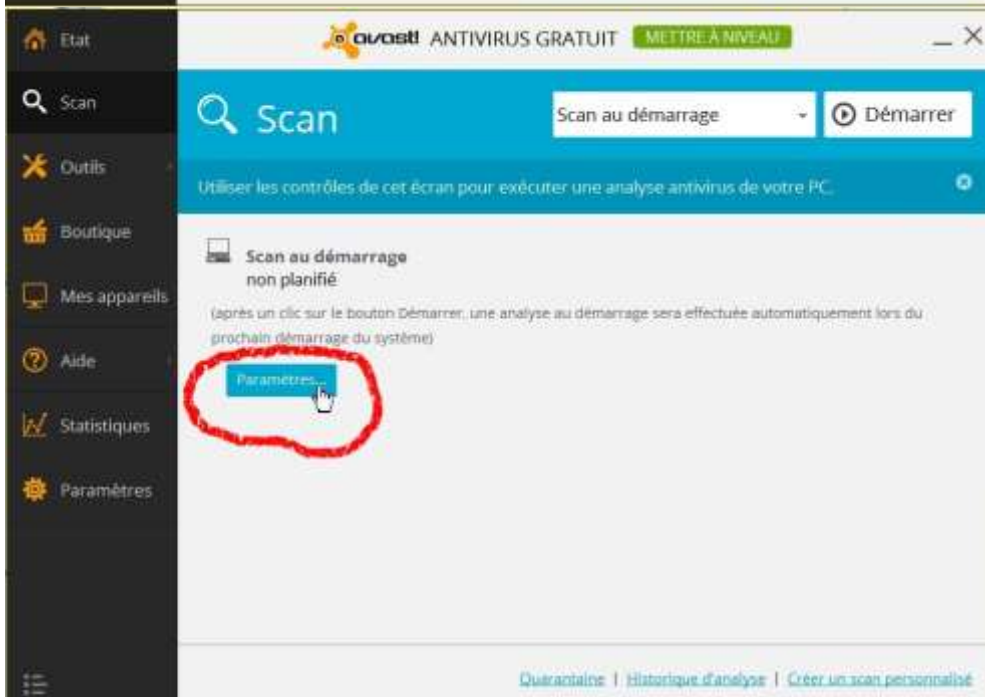 Etat
avast! ANTIVIRUS GRATUIT METTRE À NIVEAU
Scan
Scan
Scan au démarrage
Démarrer
Outils
Utiliser les contrôles de cet écran pour exécuter une analyse antivirus de votre PC.
Boutique
Scan au démarrage
non planifié
Mes appareils
(après un clic sur le bouton Démarrer, une analyse au démarrage sera effectuée automatiquement lors du
prochain démarrage du système)
Aide
Paramètres...
Statistiques
Paramètres
Quarantaine | Historique d'analyse | Créer un scan personnalisé